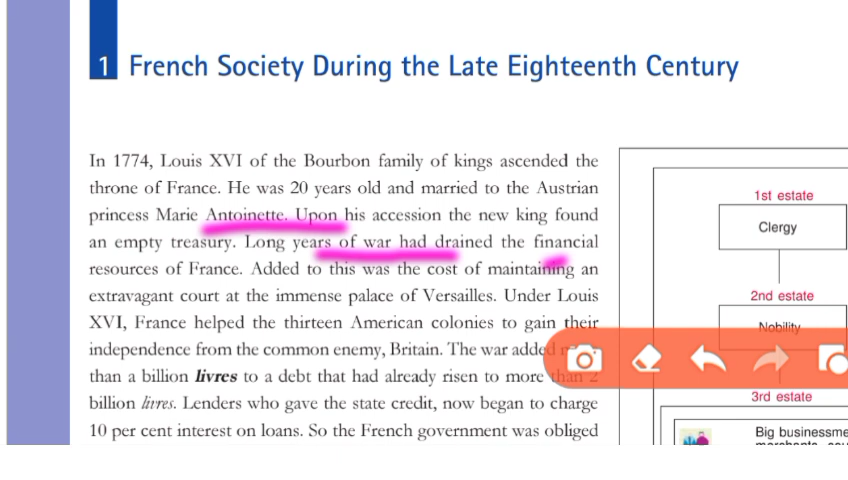 1 French Society During the Late Eighteenth Century
In 1774, Louis XVI of the Bourbon family of kings ascended the
throne of France. He was 20 years old and married to the Austrian
princess Marie Antoinette. Upon his accession the new king found
an empty treasury. Long years of war had drained the financial
resources of France. Added to this was the cost of maintaining an
extravagant court at the immense palace of Versailles. Under Louis
XVI, France helped the thirteen American colonies to gain their
independence from the common enemy, Britain. The war added
than a billion livres to a debt that had already risen to more than 2
billion livres. Lenders who gave the state credit, now began to charge
10 per cent interest on loans. So the French government was obliged
1st estate
Clergy
2nd estate
Nobility
3rd estate
Big businessme